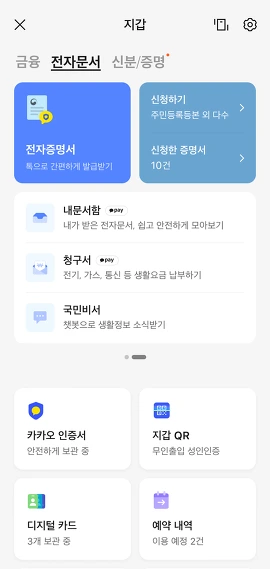 지갑
금융 전자문서 신분/증명
전자증명서
톡으로 간편하게 발급받기
신청하기
주민등록등본 외 다수
신청한 증명서
10건
내문서함 pay
내가 받은 전자문서, 쉽고 안전하게 모아보기
청구서 pay
전기, 가스, 통신 등 생활요금 납부하기
국민비서
챗봇으로 생활정보 소식받기
카카오 인증서
안전하게 보관 중
지갑 QR
무인출입 성인인증
디지털 카드
3개 보관 중
예약 내역
이용 예정 2건